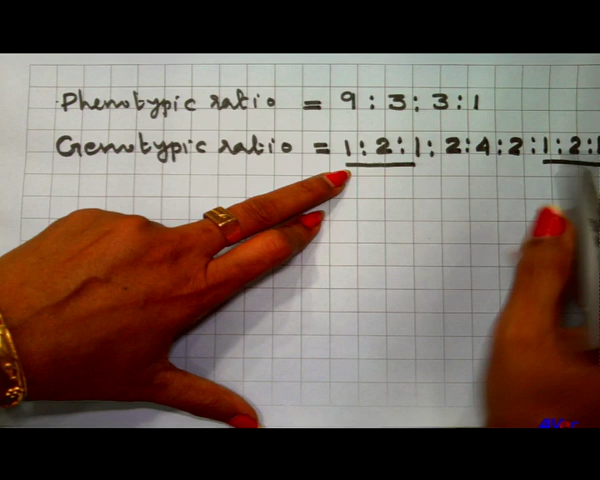 Phenotypic ratio = 9:3:3:1
Genotypic ratio = 1:2:1:2:4:2:1:2:1